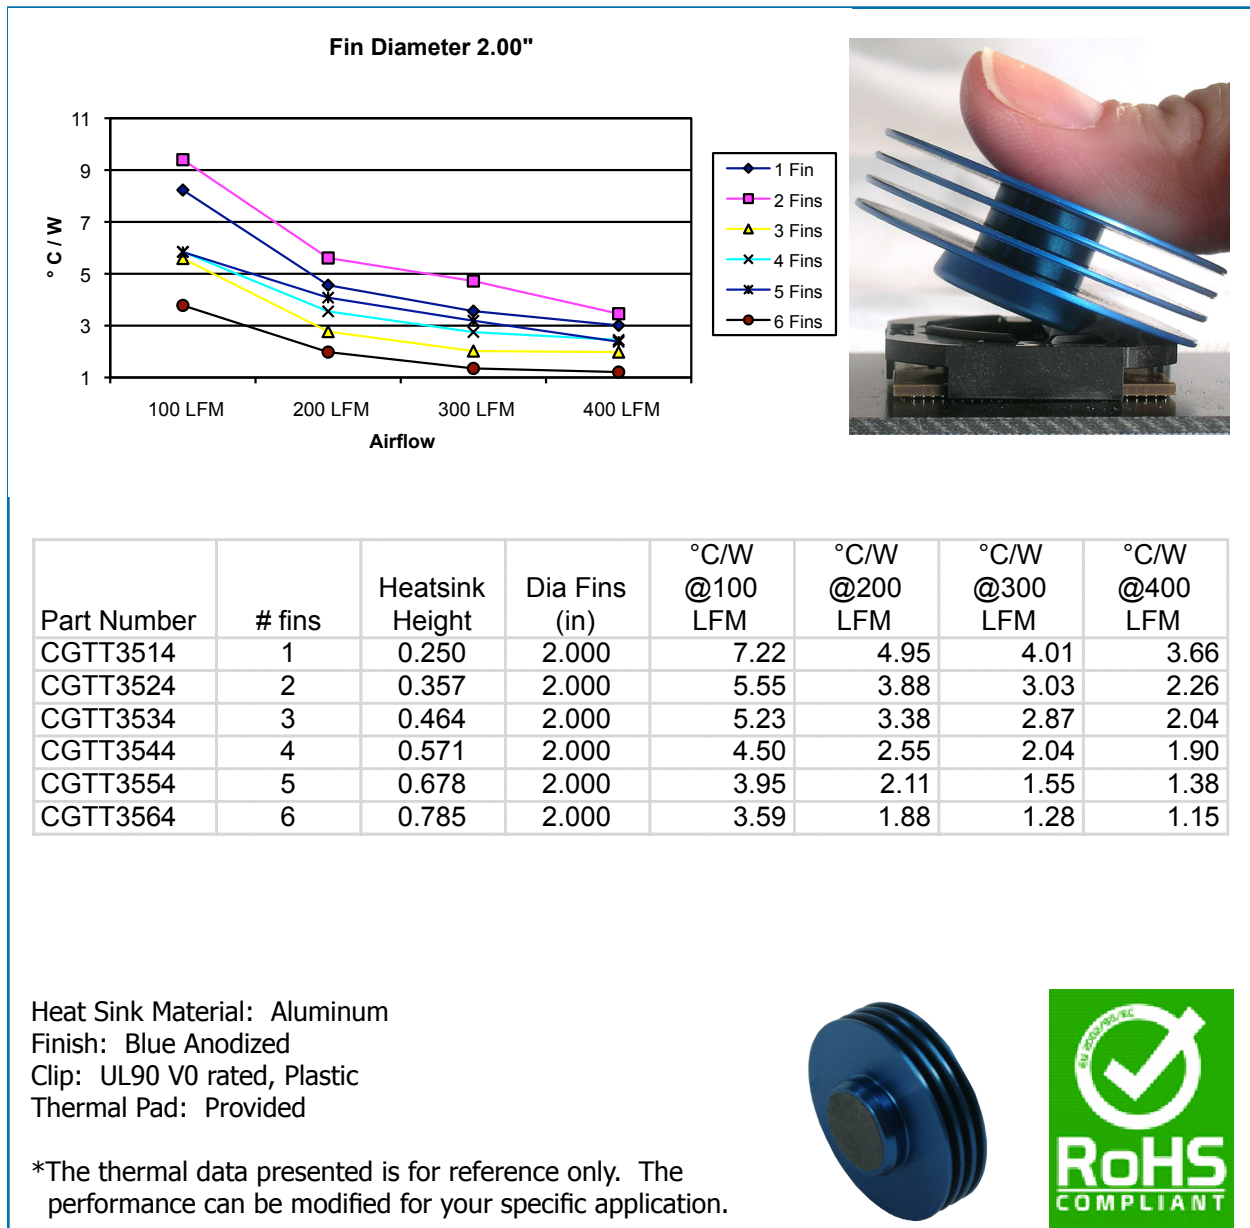 Fin Diameter 2.00"
11
9
7
5
3
1
° C / W
100 LFM 200 LFM 300 LFM 400 LFM
Airflow
1 Fin
2 Fins
3 Fins
4 Fins
5 Fins
6 Fins
Part Number # fins Heatsink Height Dia Fins (in) °C/W @100 LFM °C/W @200 LFM °C/W @300 LFM °C/W @400 LFM
CGTT3514 1 0.250 2.000 7.22 4.95 4.01 3.66
CGTT3524 2 0.357 2.000 5.55 3.88 3.03 2.26
CGTT3534 3 0.464 2.000 5.23 3.38 2.87 2.04
CGTT3544 4 0.571 2.000 4.50 2.55 2.04 1.90
CGTT3554 5 0.678 2.000 3.95 2.11 1.55 1.38
CGTT3564 6 0.785 2.000 3.59 1.88 1.28 1.15
Heat Sink Material: Aluminum
Finish: Blue Anodized
Clip: UL90 V0 rated, Plastic
Thermal Pad: Provided
*The thermal data presented is for reference only. The
performance can be modified for your specific application.
EU 2002/95/EC
RoHS
COMPLIANT